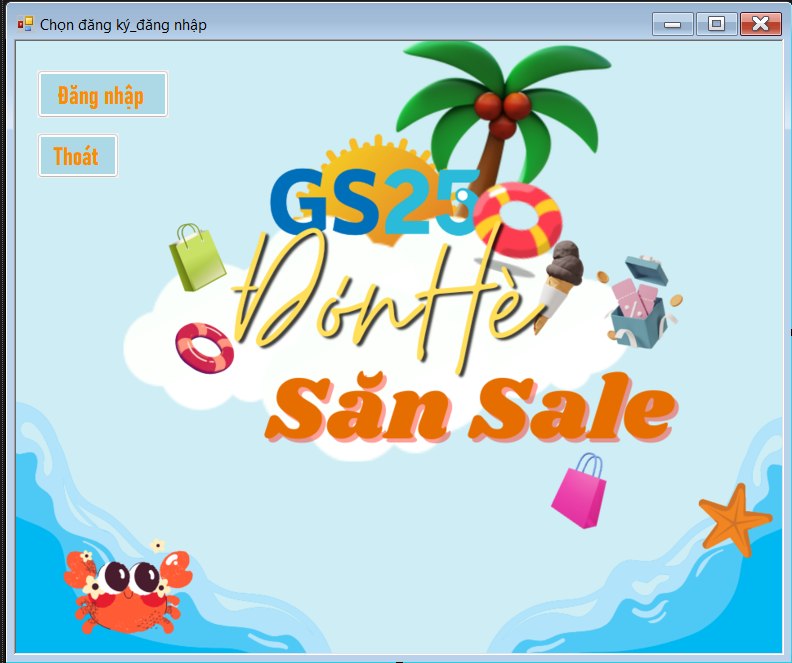 Chọn đăng ký_đăng nhập
Đăng nhập
Thoát
GS25
Đón Hè
Săn Sale